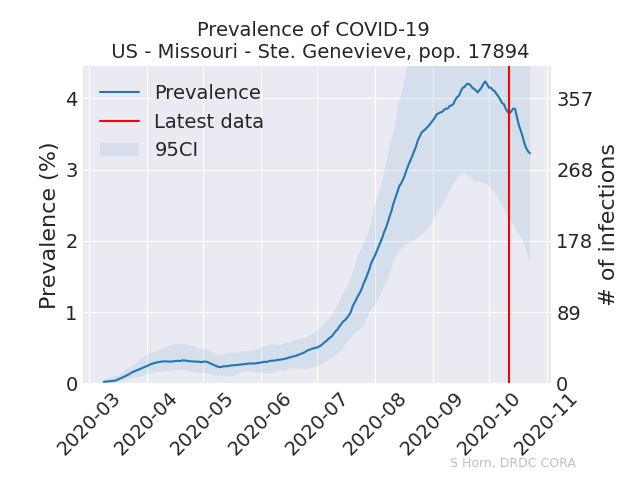 Prevalence of COVID-19
US - Missouri - Ste. Genevieve, pop. 17894
Prevalence
Latest data
95CI
Prevalence (%)
4
3
2
1
0
357
268
178
89
0
# of infections
2020-03
2020-04
2020-05
2020-06
2020-07
2020-08
2020-09
2020-10
2020-11
S Horn, DRDC CORA